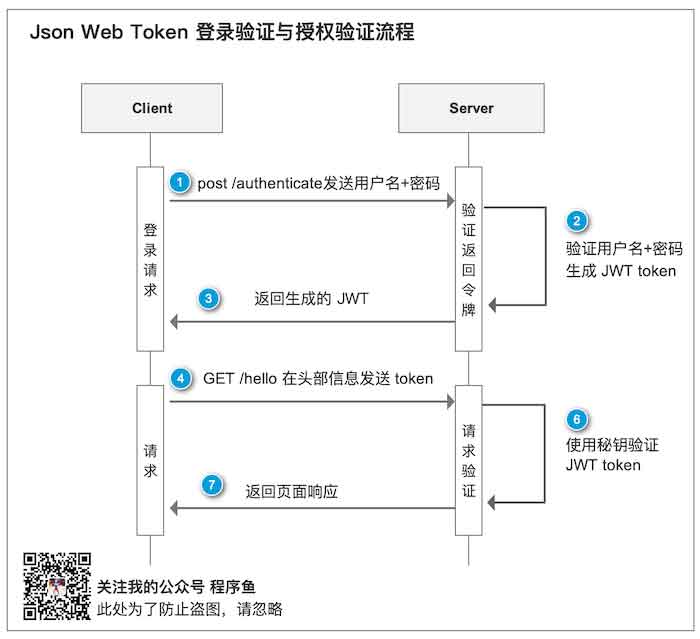 Json Web Token 登录验证与授权验证流程
Client
Server
1
post /authenticate发送用户名+密码
登录请求
验证返回令牌
2
验证用户名+密码
生成 JWT token
3
返回生成的 JWT
4
GET /hello 在头部信息发送 token
请求
请求验证
6
使用秘钥验证
JWT token
7
返回页面响应
关注我的公众号 程序鱼
此处为了防止盗图，请忽略